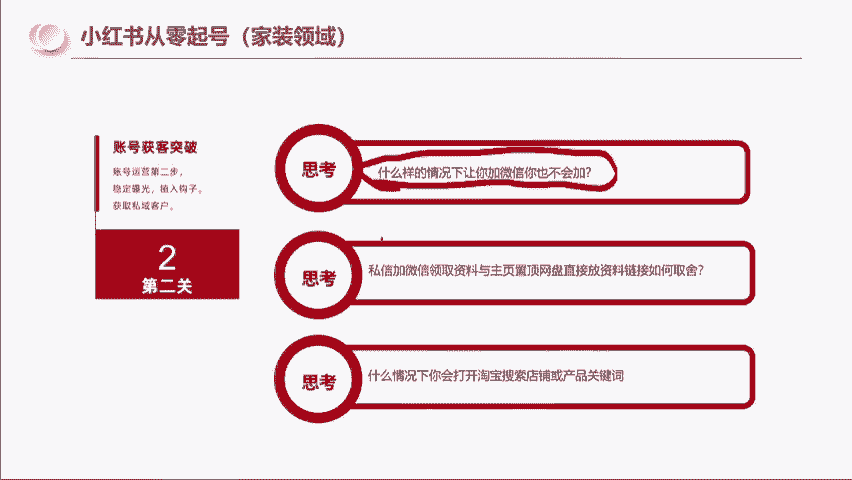 小红书从零起号（家装领域）
账号获客突破
账号运营第二步，
稳定曝光，植入钩子。
获取私域客户。
2
第二关
思考
什么样的情况下让你加微信你也不会加？
思考
私信加微信领取资料与主页置顶网盘直接放资料链接如何取舍？
思考
什么情况下你会打开淘宝搜索店铺或产品关键词